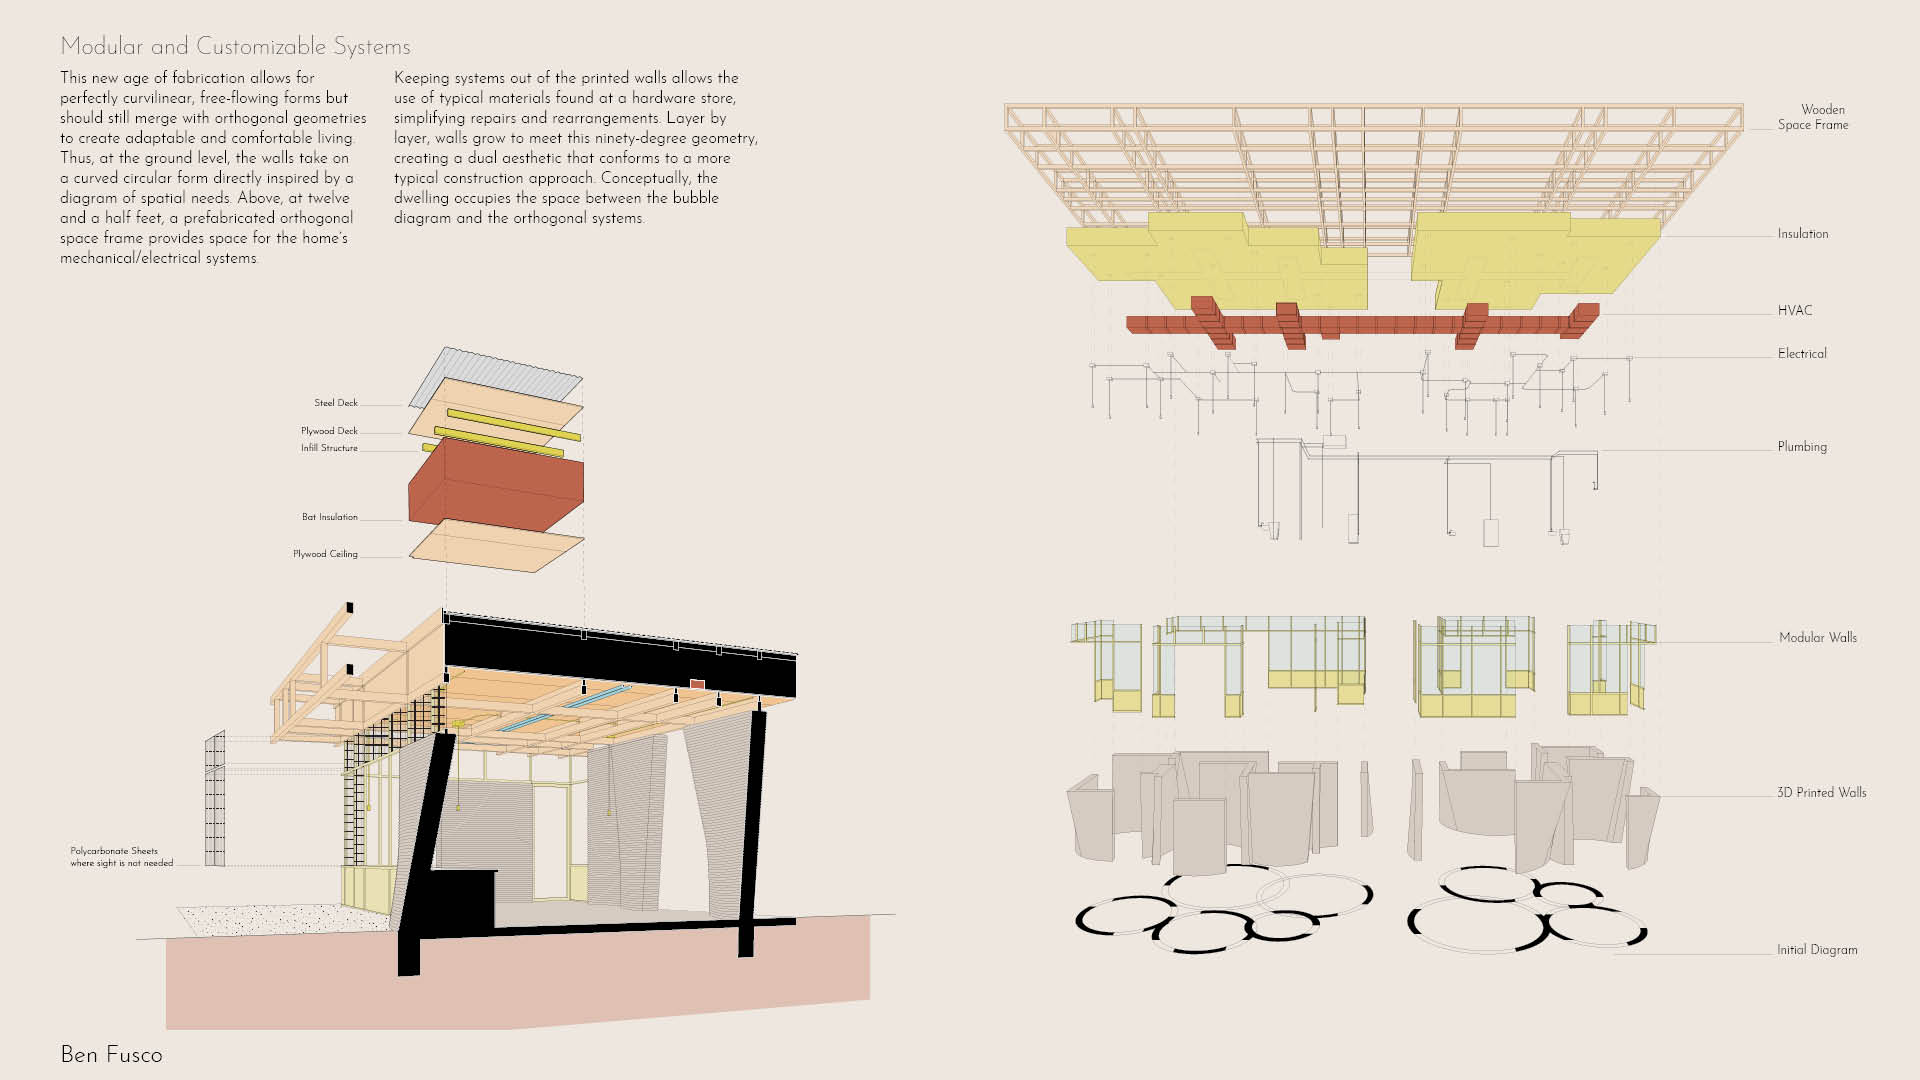 Modular and Customizable Systems
This new age of fabrication allows for
perfectly curvilinear, free-flowing forms but
should still merge with orthogonal geometries
to create adaptable and comfortable living.
Thus, at the ground level, the walls take on
a curved circular form directly inspired by a
diagram of spatial needs. Above, at twelve
and a half feet, a prefabricated orthogonal
space frame provides space for the home's
mechanical/electrical systems.
Keeping systems out of the printed walls allows the
use of typical materials found at a hardware store,
simplifying repairs and rearrangements. Layer by
layer, walls grow to meet this ninety-degree geometry,
creating a dual aesthetic that conforms to a more
typical construction approach. Conceptually, the
dwelling occupies the space between the bubble
diagram and the orthogonal systems.
Steel Deck
Plywood Deck
Infill Structure
Bat Insulation
Plywood Ceiling
Polycarbonate Sheets
where sight is not needed
Wooden
Space Frame
Insulation
HVAC
Electrical
Plumbing
Modular Walls
3D Printed Walls
Initial Diagram
Ben Fusco